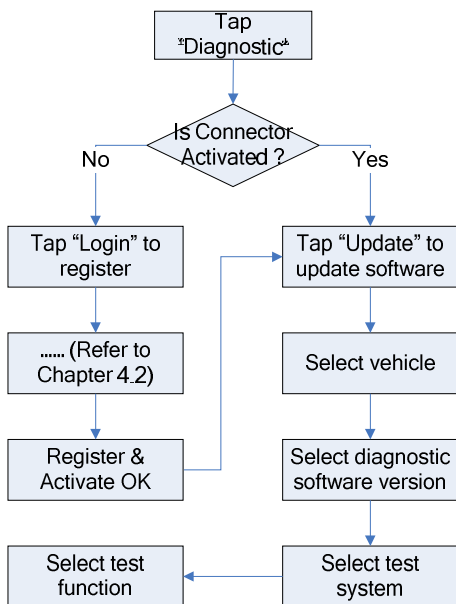 Tap
"Diagnostic"
Is Connector
Activated ?
No
Yes
Tap “Login” to
register
Tap “Update” to
update software
...... (Refer to
Chapter 4.2)
Select vehicle
Register &
Activate OK
Select diagnostic
software version
Select test
function
Select test
system